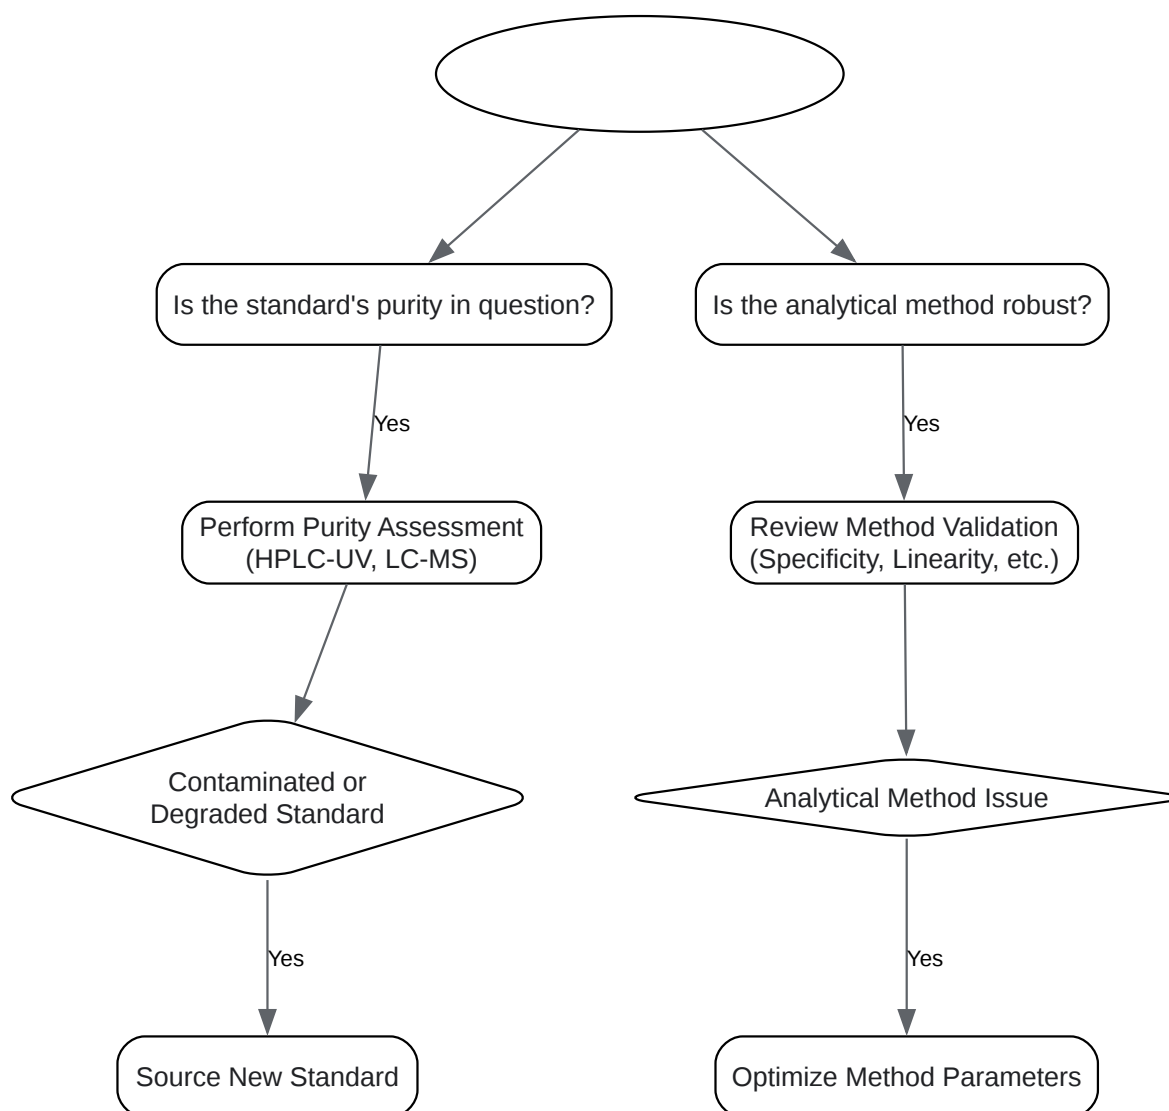 Is the standard's purity in question?
Is the analytical method robust?
Yes
Yes
Perform Purity Assessment
(HPLC-UV, LC-MS)
Review Method Validation
(Specificity, Linearity, etc.)
Contaminated or
Degraded Standard
Analytical Method Issue
Yes
Yes
Source New Standard
Optimize Method Parameters